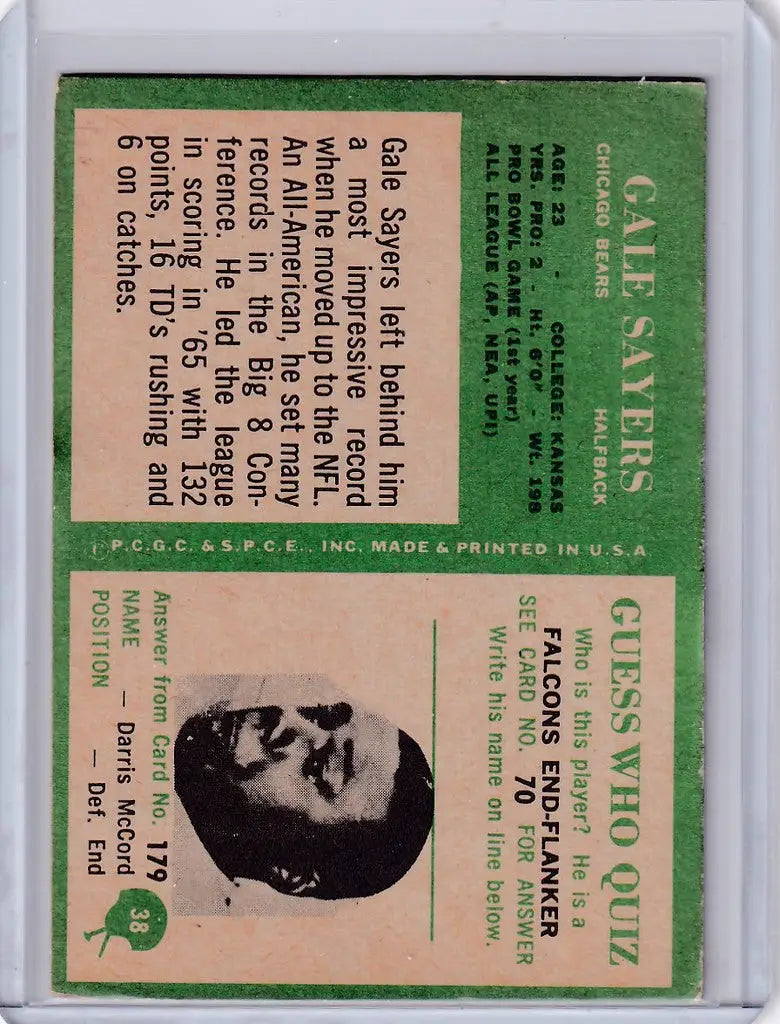 GALE SAYERS
CHICAGO BEARS HALFBACK
AGE: 23 - COLLEGE: KANSAS
YRS. PRO: 2 - Ht. 6'0" - Wt. 198
PRO BOWL GAME (1st year)
ALL LEAGUE (AP, NEA, UPI)
Gale Sayers left behind him
a most impressive record
when he moved up to the NFL.
An All-American, he set many
records in the Big 8 Con-
ference. He led the league
in scoring in '65 with 132
points, 16 TD's rushing and
6 on catches.
©P.C.G.C. & S.P.C.E., INC. MADE & PRINTED IN U.S.A
GUESS WHO QUIZ
Who is this player? He is a
FALCONS END-FLANKER
SEE CARD NO. 70 FOR ANSWER
Write his name on line below.
Answer from Card No. 179
NAME — Darris McCord
POSITION — Def. End
38